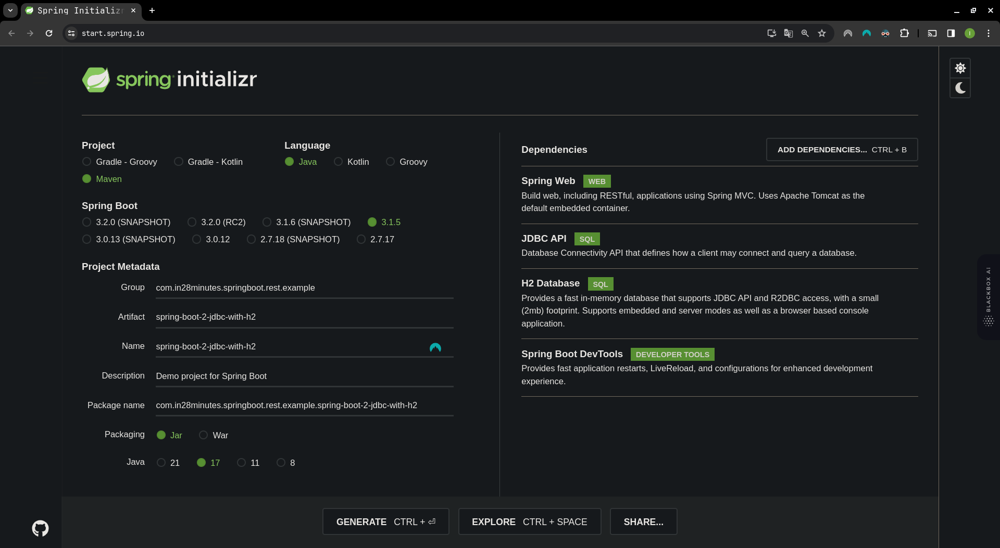 Spring Initializr
start.spring.io
spring initializr
Project
Gradle - Groovy Gradle - Kotlin
Maven
Language
Java Kotlin Groovy
Spring Boot
3.2.0 (SNAPSHOT) 3.2.0 (RC2) 3.1.6 (SNAPSHOT) 3.1.5
3.0.13 (SNAPSHOT) 3.0.12 2.7.18 (SNAPSHOT) 2.7.17
Project Metadata
Group com.in28minutes.springboot.rest.example
Artifact spring-boot-2-jdbc-with-h2
Name spring-boot-2-jdbc-with-h2
Description Demo project for Spring Boot
Package name com.in28minutes.springboot.rest.example.spring-boot-2-jdbc-with-h2
Packaging Jar War
Java 21 17 11 8
Dependencies ADD DEPENDENCIES... CTRL + B
Spring Web WEB
Build web, including RESTful, applications using Spring MVC. Uses Apache Tomcat as the
default embedded container.
JDBC API SQL
Database Connectivity API that defines how a client may connect and query a database.
H2 Database SQL
Provides a fast in-memory database that supports JDBC API and R2DBC access, with a small
(2mb) footprint. Supports embedded and server modes as well as a browser based console
application.
Spring Boot DevTools DEVELOPER TOOLS
Provides fast application restarts, LiveReload, and configurations for enhanced development
experience.
BLACKBOX AI
GENERATE CTRL + ⏎ EXPLORE CTRL + SPACE SHARE...